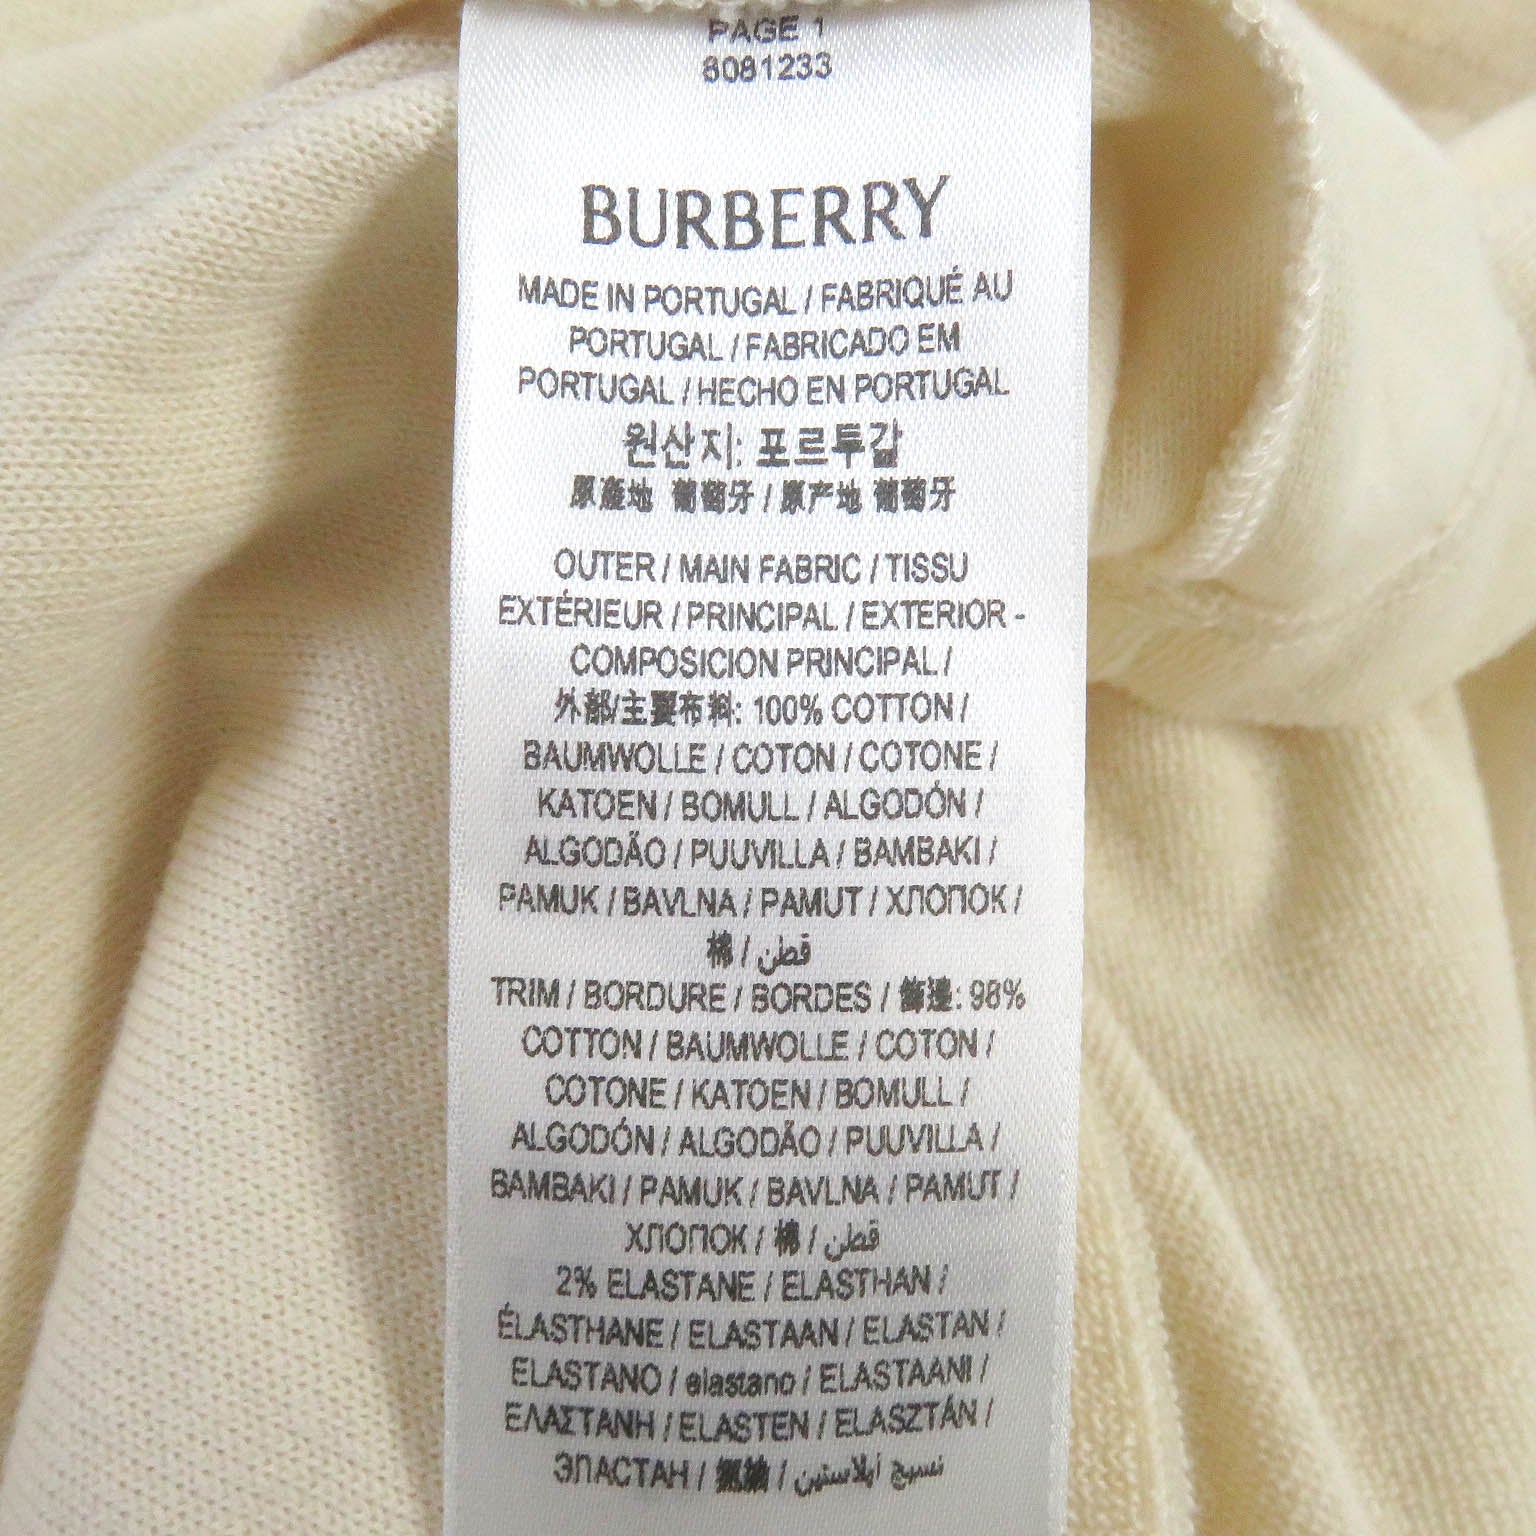 PAGE 1
8081233
BURBERRY
MADE IN PORTUGAL / FABRIQUÉ AU
PORTUGAL / FABRICADO EM
PORTUGAL / HECHO EN PORTUGAL
원산지: 포르투갈
原產地 葡萄牙 / 原产地 葡萄牙
OUTER / MAIN FABRIC / TISSU
EXTÉRIEUR / PRINCIPAL / EXTERIOR -
COMPOSICION PRINCIPAL /
外部/主要布料: 100% COTTON /
BAUMWOLLE / COTON / COTONE /
KATOEN / BOMULL / ALGODÓN /
ALGODÃO / PUUVILLA / BAMBAKI /
PAMUK / BAVLNA / PAMUT / ХЛОПОК /
棉 / قطن
TRIM / BORDURE / BORDES / 飾邊: 98%
COTTON / BAUMWOLLE / COTON /
COTONE / KATOEN / BOMULL /
ALGODÓN / ALGODÃO / PUUVILLA /
BAMBAKI / PAMUK / BAVLNA / PAMUT /
ХЛОПОК / 棉 / قطن
2% ELASTANE / ELASTHAN /
ÉLASTHANE / ELASTAAN / ELASTAN /
ELASTANO / elastano / ELASTAANI /
ΕΛΑΣΤΑΝΗ / ELASTEN / ELASZTÁN /
ЭЛАСТАН / نسيج أيلاستين /